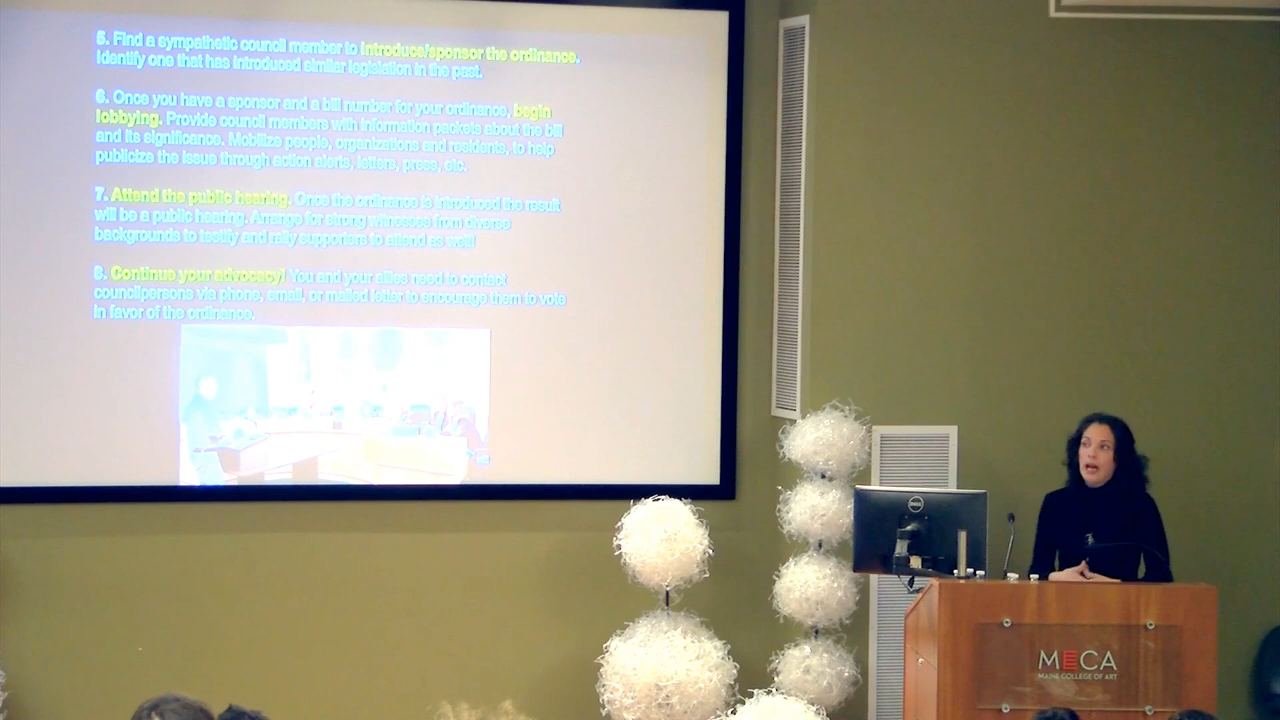 5. Find a sympathetic council member to introduce/sponsor the ordinance.
Identify one that has introduced similar legislation in the past.
6. Once you have a sponsor and a bill number for your ordinance, begin
lobbying. Provide council members with information packets about the bill
and its significance. Mobilize people, organizations and residents, to help
publicize the issue through action alerts, letters, press, etc.
7. Attend the public hearing. Once the ordinance is introduced the result
will be a public hearing. Arrange for strong witnesses from diverse
backgrounds to testify and rally supporters to attend as well!
8. Continue your advocacy! You and your allies need to contact
councilpersons via phone, email, or mailed letter to encourage them to vote
in favor of the ordinance.
DELL
MECA
MAINE COLLEGE OF ART